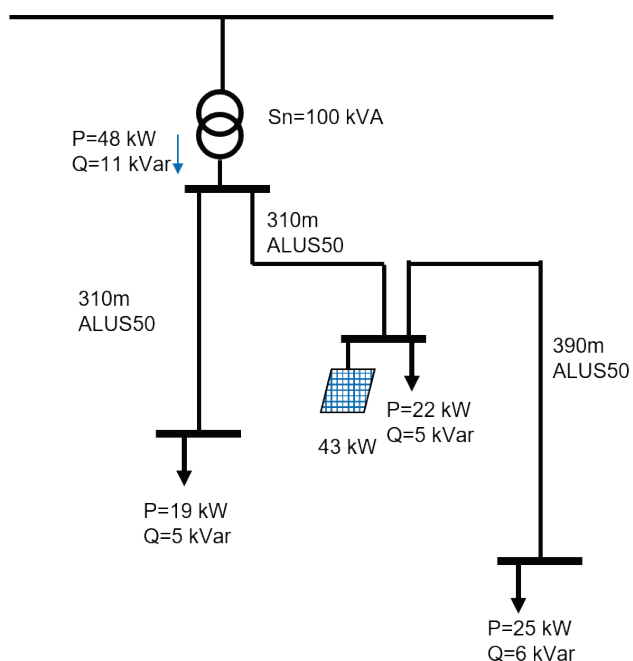 Sn=100 kVA
P=48 kW
Q=11 kVar
310m
ALUS50
310m
ALUS50
390m
ALUS50
P=22 kW
Q=5 kVar
43 kW
P=19 kW
Q=5 kVar
P=25 kW
Q=6 kVar